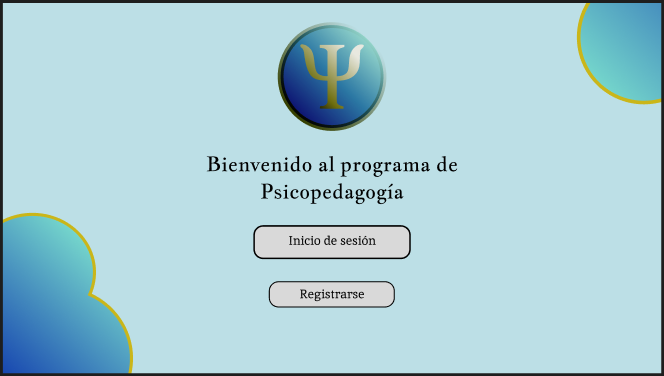 Ψ
Bienvenido al programa de
Psicopedagogía
Inicio de sesión
Registrarse